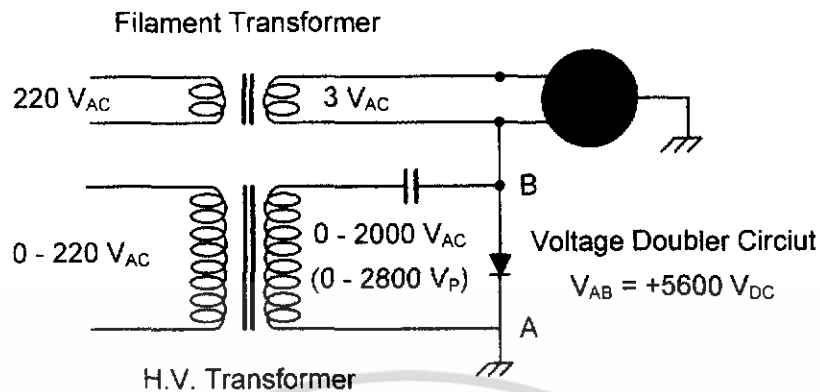 Filament Transformer
220 V_AC
3 V_AC
B
0 - 220 V_AC
0 - 2000 V_AC
(0 - 2800 V_P)
Voltage Doubler Circiut
V_AB = +5600 V_DC
A
H.V. Transformer